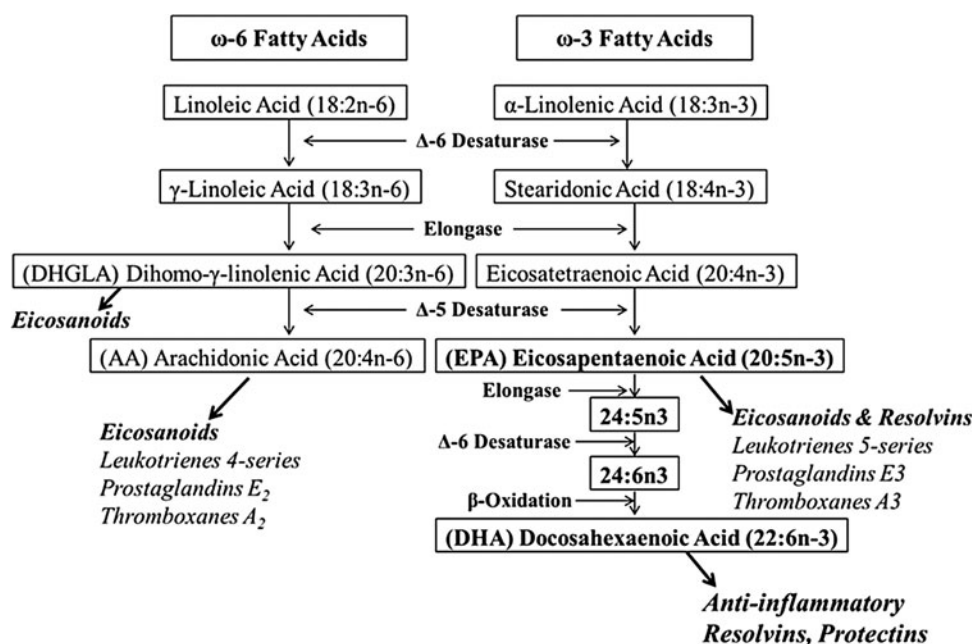 ω-6 Fatty Acids
ω-3 Fatty Acids
Linoleic Acid (18:2n-6)
α-Linolenic Acid (18:3n-3)
Δ-6 Desaturase
γ-Linoleic Acid (18:3n-6)
Stearidonic Acid (18:4n-3)
Elongase
(DHGLA) Dihomo-γ-linolenic Acid (20:3n-6)
Eicosatetraenoic Acid (20:4n-3)
Eicosanoids
Δ-5 Desaturase
(AA) Arachidonic Acid (20:4n-6)
(EPA) Eicosapentaenoic Acid (20:5n-3)
Elongase
24:5n3
Δ-6 Desaturase
24:6n3
β-Oxidation
Eicosanoids
Leukotrienes 4-series
Prostaglandins E₂
Thromboxanes A₂
Eicosanoids & Resolvins
Leukotrienes 5-series
Prostaglandins E3
Thromboxanes A3
(DHA) Docosahexaenoic Acid (22:6n-3)
Anti-inflammatory
Resolvins, Protectins